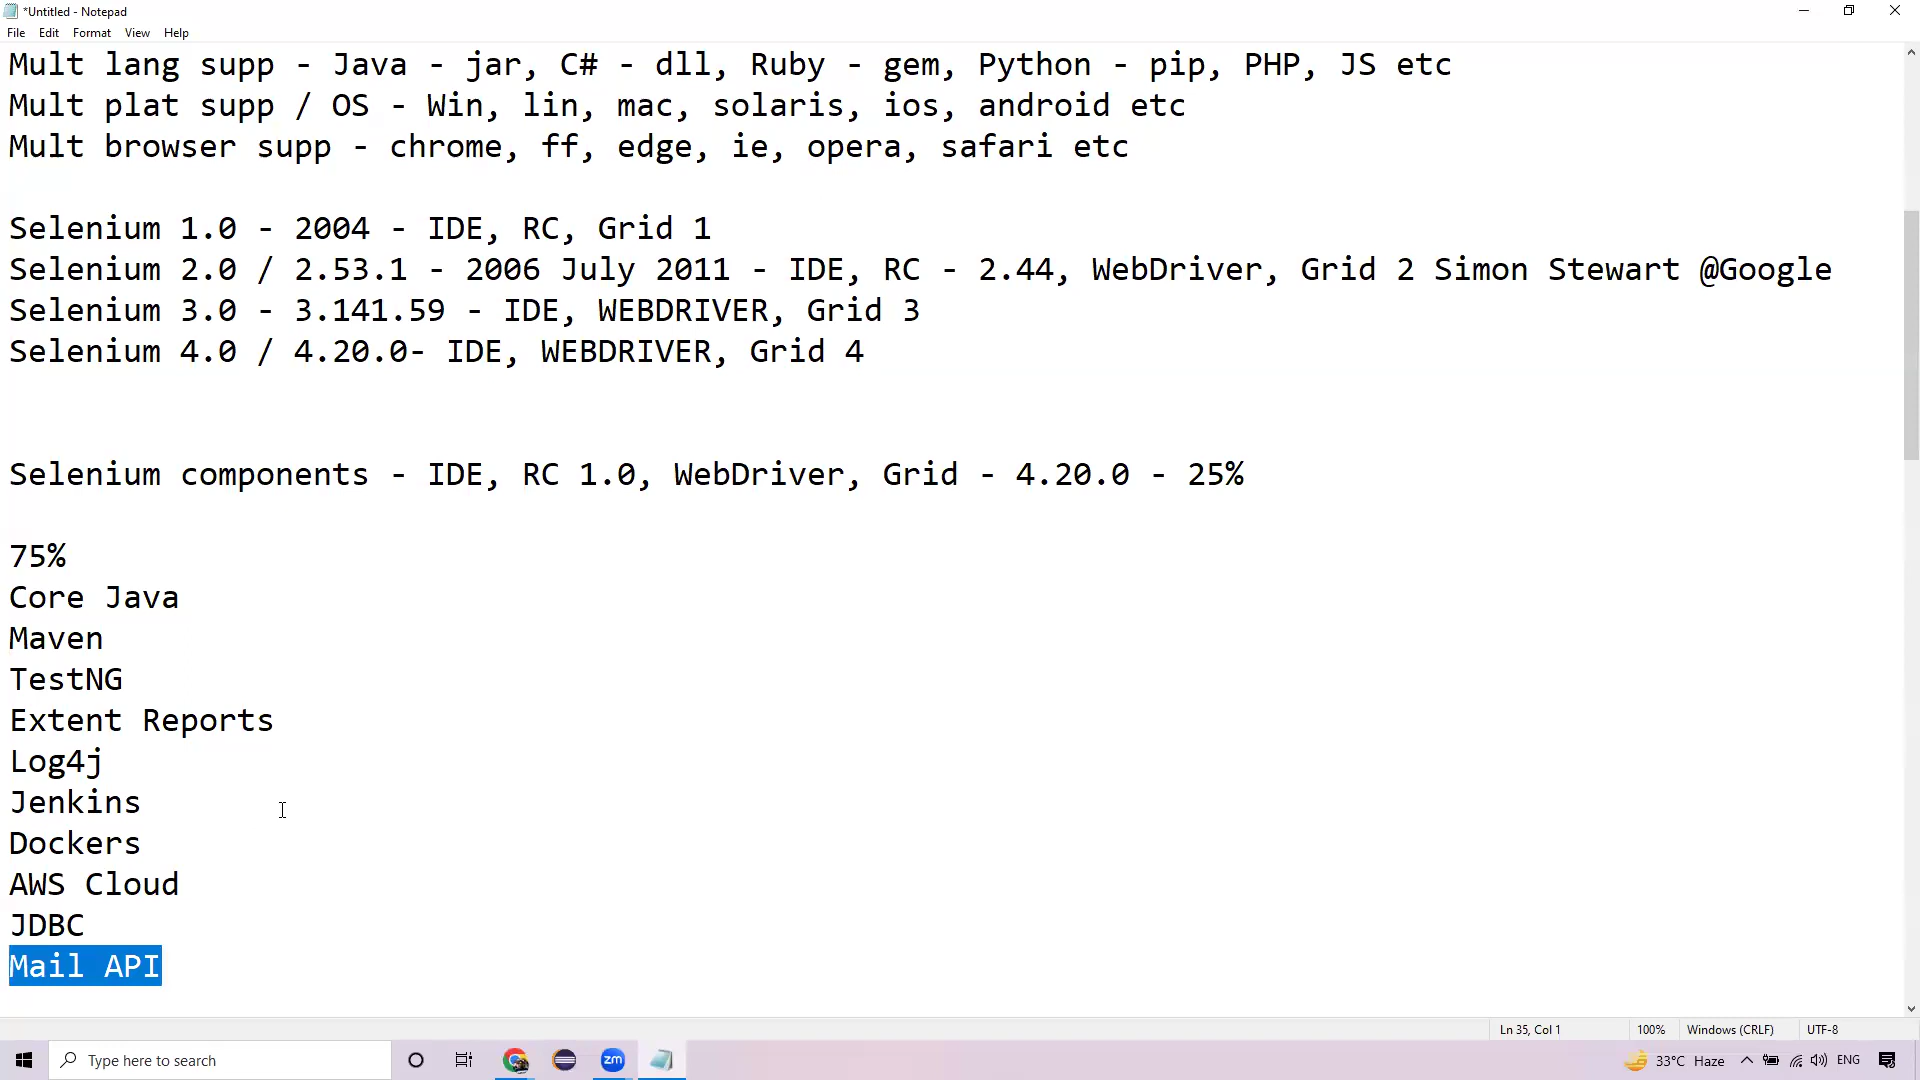 *Untitled - Notepad
File Edit Format View Help
Mult lang supp - Java - jar, C# - dll, Ruby - gem, Python - pip, PHP, JS etc
Mult plat supp / OS - Win, lin, mac, solaris, ios, android etc
Mult browser supp - chrome, ff, edge, ie, opera, safari etc
Selenium 1.0 - 2004 - IDE, RC, Grid 1
Selenium 2.0 / 2.53.1 - 2006 July 2011 - IDE, RC - 2.44, WebDriver, Grid 2 Simon Stewart @Google
Selenium 3.0 - 3.141.59 - IDE, WEBDRIVER, Grid 3
Selenium 4.0 / 4.20.0- IDE, WEBDRIVER, Grid 4
Selenium components - IDE, RC 1.0, WebDriver, Grid - 4.20.0 - 25%
75%
Core Java
Maven
TestNG
Extent Reports
Log4j
Jenkins
Dockers
AWS Cloud
JDBC
Mail API
Ln 35, Col 1 100% Windows (CRLF) UTF-8
Type here to search zm 33°C Haze ENG